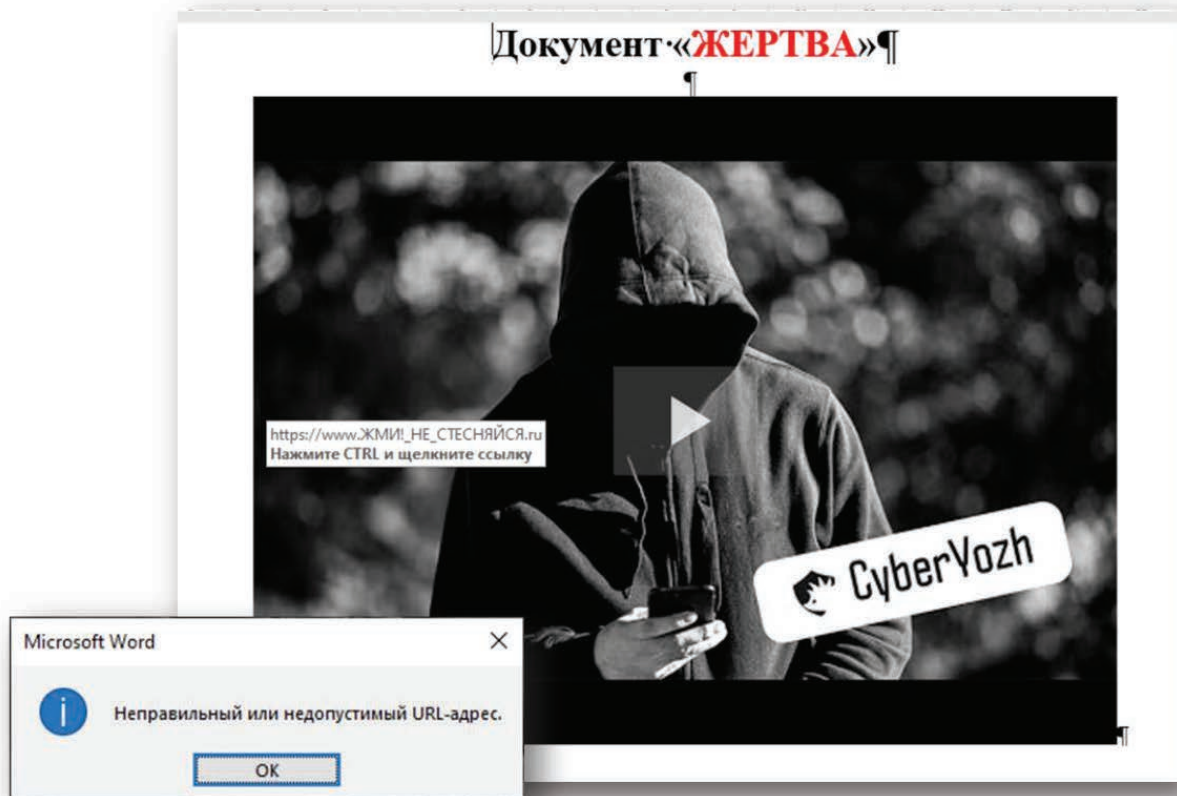 Документ·«ЖЕРТВА»¶
¶
https://www.ЖМИ!_НЕ_СТЕСНЯЙСЯ.ru
Нажмите CTRL и щелкните ссылку
CyberYozh
¶
Microsoft Word
Неправильный или недопустимый URL-адрес.
OK